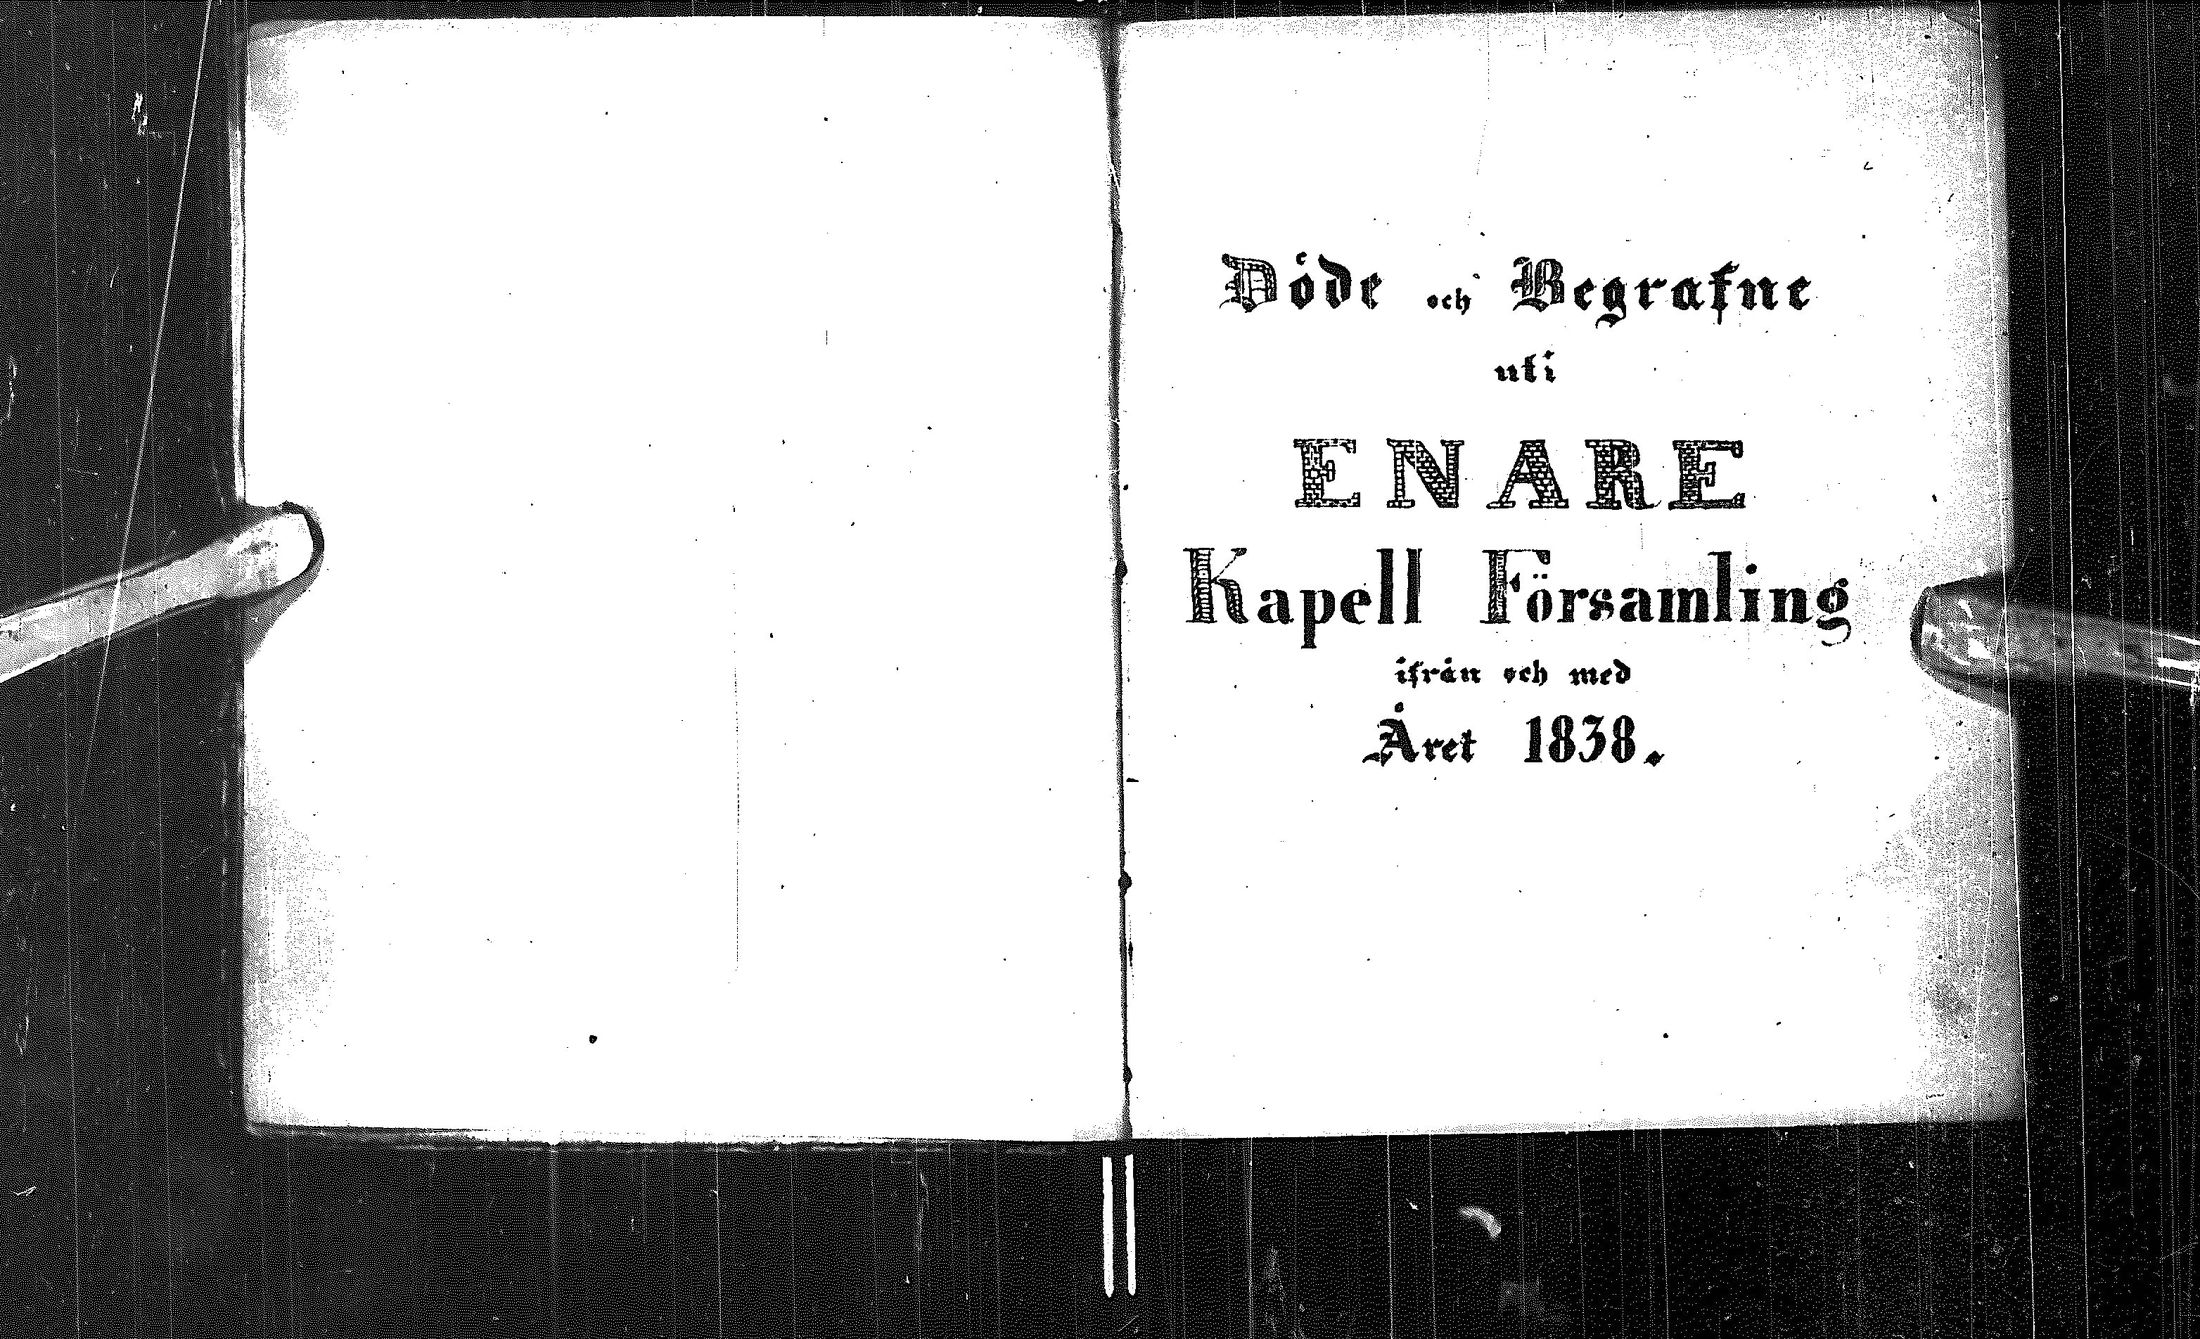 Döde och Begrafne
uti
ENARE
Kapell Församling
ifrån och med
Året 1838.